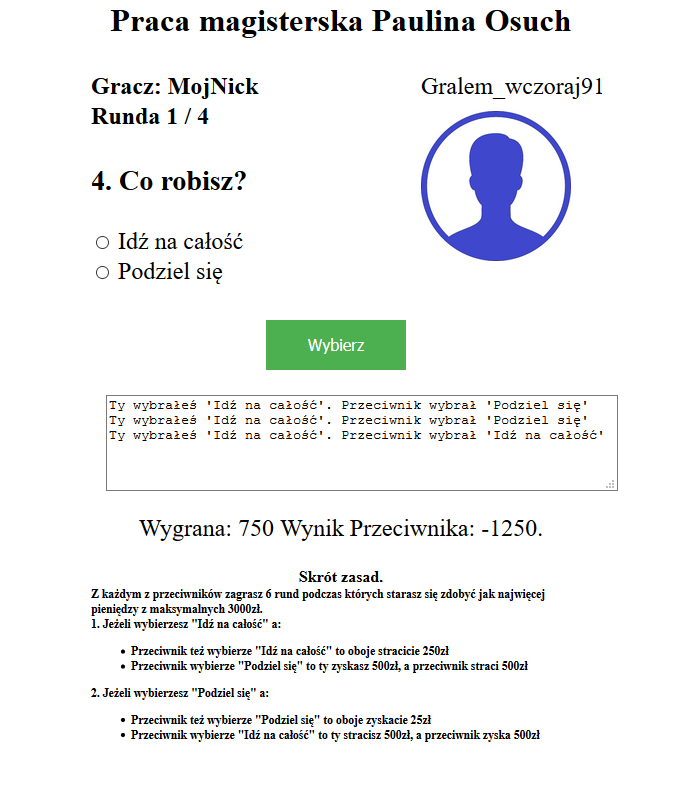 Praca magisterska Paulina Osuch
Gracz: MojNick
Gralem_wczoraj91
Runda 1 / 4
4. Co robisz?
Idź na całość
Podziel się
Wybierz
Ty wybrałeś 'Idź na całość'. Przeciwnik wybrał 'Podziel się'
Ty wybrałeś 'Idź na całość'. Przeciwnik wybrał 'Podziel się'
Ty wybrałeś 'Idź na całość'. Przeciwnik wybrał 'Idź na całość'
Wygrana: 750 Wynik Przeciwnika: -1250.
Skrót zasad.
Z każdym z przeciwników zagrasz 6 rund podczas których starasz się zdobyć jak najwięcej
pieniędzy z maksymalnych 3000zł.
1. Jeżeli wybierzesz "Idź na całość" a:
• Przeciwnik też wybierze "Idź na całość" to oboje stracicie 250zł
• Przeciwnik wybierze "Podziel się" to ty zyskasz 500zł, a przeciwnik straci 500zł
2. Jeżeli wybierzesz "Podziel się" a:
• Przeciwnik też wybierze "Podziel się" to oboje zyskacie 25zł
• Przeciwnik wybierze "Idź na całość" to ty stracisz 500zł, a przeciwnik zyska 500zł